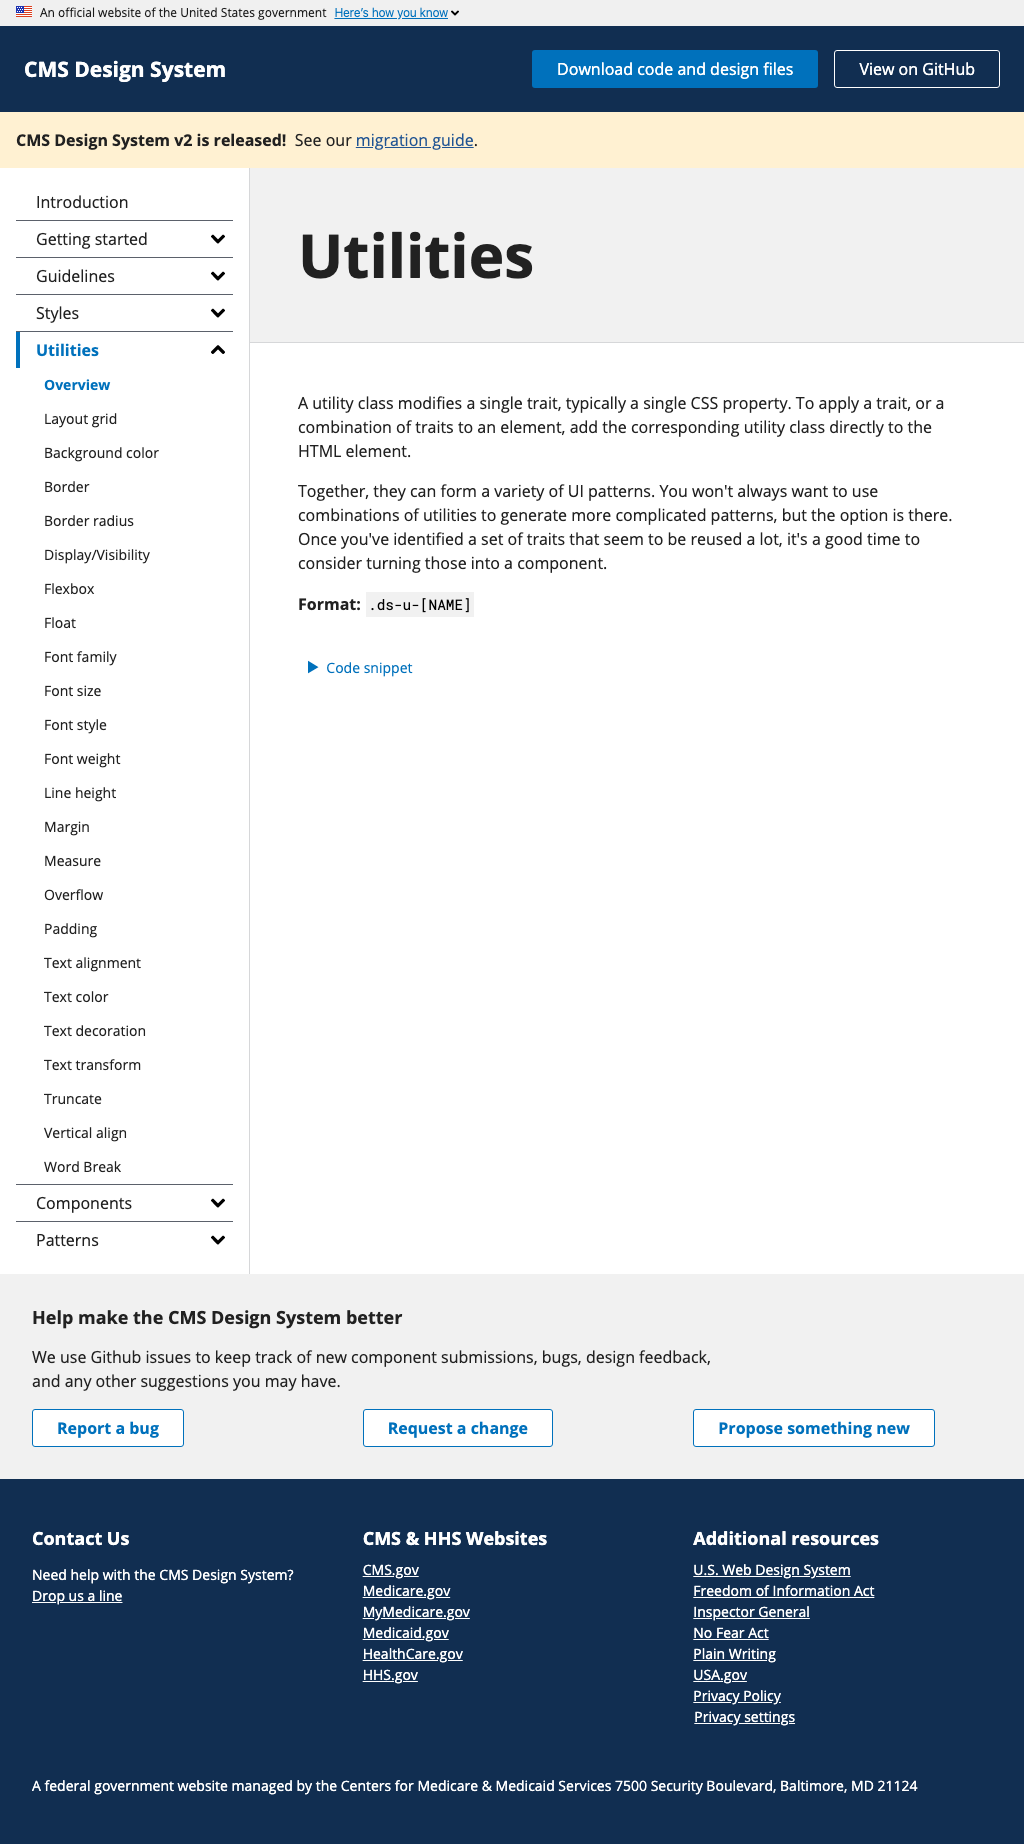 An official website of the United States government Here's how you know
CMS Design System
Download code and design files
View on GitHub
CMS Design System v2 is released! See our migration guide.
Introduction
Getting started
Guidelines
Styles
Utilities
Overview
Layout grid
Background color
Border
Border radius
Display/Visibility
Flexbox
Float
Font family
Font size
Font style
Font weight
Line height
Margin
Measure
Overflow
Padding
Text alignment
Text color
Text decoration
Text transform
Truncate
Vertical align
Word Break
Components
Patterns
Utilities
A utility class modifies a single trait, typically a single CSS property. To apply a trait, or a
combination of traits to an element, add the corresponding utility class directly to the
HTML element.
Together, they can form a variety of UI patterns. You won't always want to use
combinations of utilities to generate more complicated patterns, but the option is there.
Once you've identified a set of traits that seem to be reused a lot, it's a good time to
consider turning those into a component.
Format: .ds-u-[NAME]
Code snippet
Help make the CMS Design System better
We use Github issues to keep track of new component submissions, bugs, design feedback,
and any other suggestions you may have.
Report a bug
Request a change
Propose something new
Contact Us
Need help with the CMS Design System?
Drop us a line
CMS & HHS Websites
CMS.gov
Medicare.gov
MyMedicare.gov
Medicaid.gov
HealthCare.gov
HHS.gov
Additional resources
U.S. Web Design System
Freedom of Information Act
Inspector General
No Fear Act
Plain Writing
USA.gov
Privacy Policy
Privacy settings
A federal government website managed by the Centers for Medicare & Medicaid Services 7500 Security Boulevard, Baltimore, MD 21124